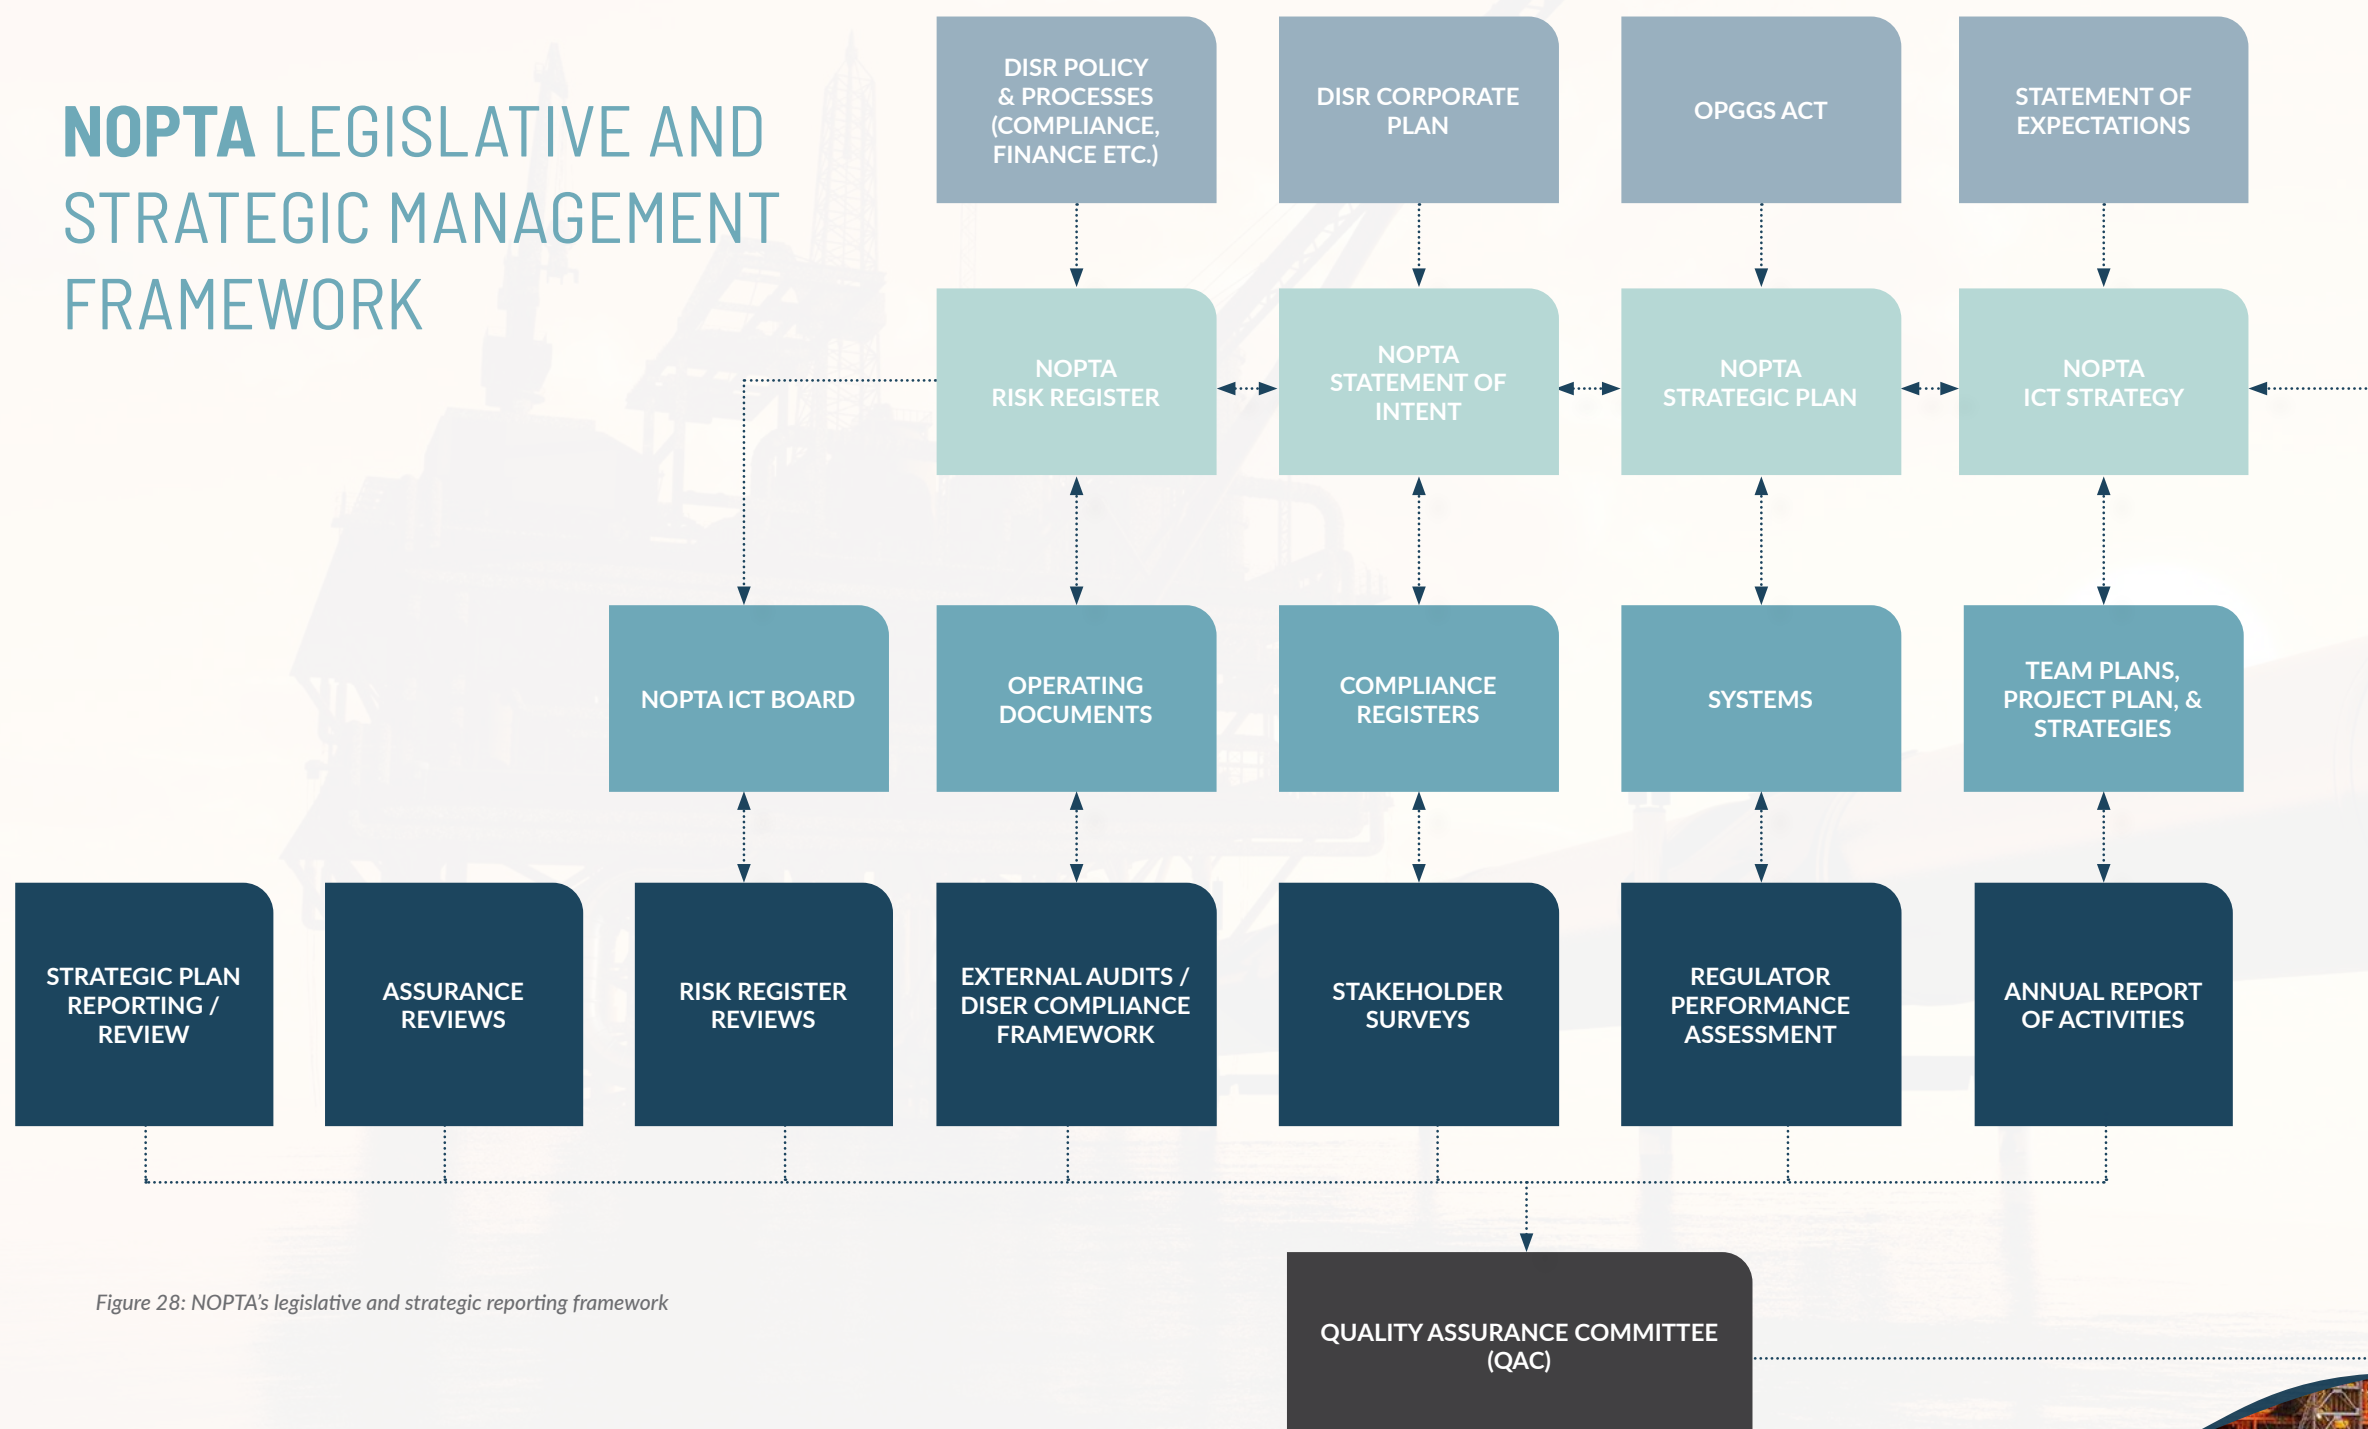 NOPTA LEGISLATIVE AND
STRATEGIC MANAGEMENT
FRAMEWORK
DISR POLICY
& PROCESSES
(COMPLIANCE,
FINANCE ETC.)
DISR CORPORATE
PLAN
OPGGS ACT
STATEMENT OF
EXPECTATIONS
NOPTA
RISK REGISTER
NOPTA
STATEMENT OF
INTENT
NOPTA
STRATEGIC PLAN
NOPTA
ICT STRATEGY
NOPTA ICT BOARD
OPERATING
DOCUMENTS
COMPLIANCE
REGISTERS
SYSTEMS
TEAM PLANS,
PROJECT PLAN, &
STRATEGIES
STRATEGIC PLAN
REPORTING /
REVIEW
ASSURANCE
REVIEWS
RISK REGISTER
REVIEWS
EXTERNAL AUDITS /
DISER COMPLIANCE
FRAMEWORK
STAKEHOLDER
SURVEYS
REGULATOR
PERFORMANCE
ASSESSMENT
ANNUAL REPORT
OF ACTIVITIES
QUALITY ASSURANCE COMMITTEE
(QAC)
Figure 28: NOPTA’s legislative and strategic reporting framework